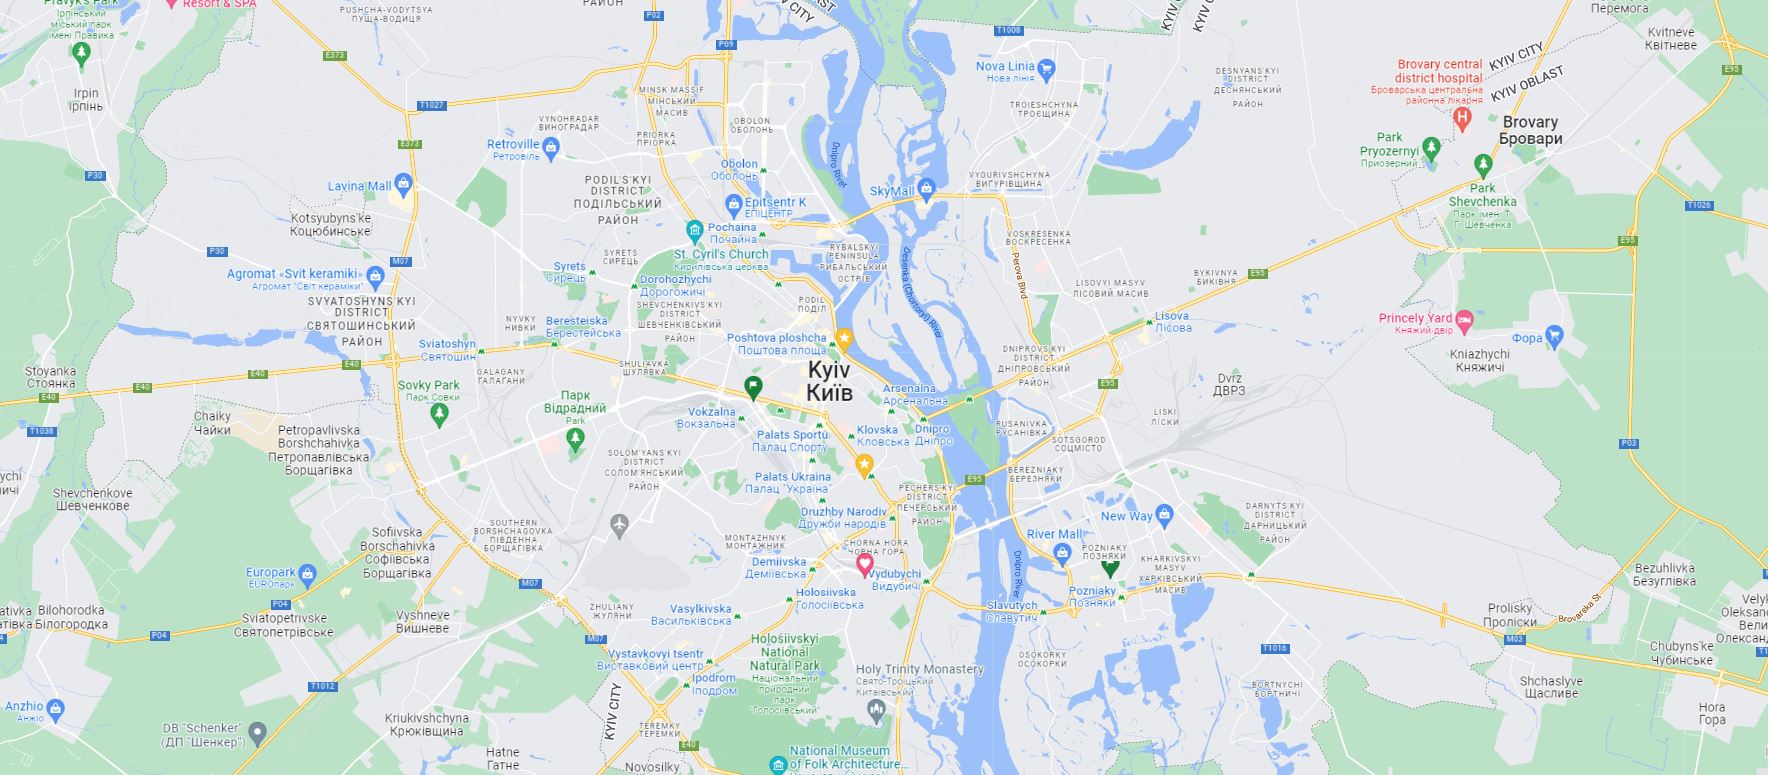 Pravyk's Park
Ірпінський
міський парк
імені Правика
Resort & SPA
PUSHCHA-VODYTSYA
ПУЩА-ВОДИЦЯ
РАЙОН
P02
P69
KYIV CITY
T1008
KYIV
Перемога
Kvitneve
Квітневе
E95
KYIV CITY
KYIV OBLAST
E373
Irpin
Ірпінь
T1027
MINSK MASSIF
МІНСЬКИЙ
МАСИВ
Nova Linia
Нова лінія
DESNYANS'KYI
DISTRICT
ДЕСНЯНСЬКИЙ
РАЙОН
TROIESHCHYNA
ТРОЄЩИНА
Brovary central
district hospital
Броварська центральна
районна лікарня
Brovary
Бровари
VYNOHRADAR
ВИНОГРАДАР
OBOLON
ОБОЛОНЬ
PRIORKA
ПРІОРКА
E373
Retroville
Ретровіль
Park
Pryozernyi
Приозерний
Obolon
Оболонь
Dnipro River
P30
Lavina Mall
PODIL'S'KYI
DISTRICT
ПОДІЛЬСЬКИЙ
РАЙОН
SkyMall
VYGURIVSHCHYNA
ВИГУРІВЩИНА
Park
Shevchenka
Парк імені Т.
Г. Шевченка
T1026
Epitsentr K
ЕПІЦЕНТР
Kotsyubyns'ke
Коцюбинське
Pochaina
Почайна
St. Cyril's Church
Кирилівська церква
VOSKRESENKA
ВОСКРЕСЕНКА
E95
P30
M07
SYRETS
СИРЕЦЬ
RYBALSKYI
PENINSULA
РИБАЛЬСЬКИЙ
ОСТРІВ
Desenka (Chortoryi) River
Perova Blvd
Agromat «Svit keramiki»
Агромат "Світ кераміки"
Syrets
Сирець
Dorohozhychi
Дорогожичі
BYKIVNYA
БИКІВНЯ
E95
LISOVYI MASYV
ЛІСОВИЙ МАСИВ
SVYATOSHYNS'KYI
DISTRICT
СВЯТОШИНСЬКИЙ
РАЙОН
SHEVCHENKIVS'KYI
DISTRICT
ШЕВЧЕНКІВСЬКИЙ
РАЙОН
PODIL
ПОДІЛ
NYVKY
НИВКИ
Beresteiska
Берестейська
Lisova
Лісова
Princely Yard
Княжий-двір
Фора
Poshtova ploshcha
Поштова площа
Sviatoshyn
Святошин
DNIPROVS'KYI
DISTRICT
ДНІПРОВСЬКИЙ
РАЙОН
Kniazhychi
Княжичі
Stoyanka
Стоянка
E40
E40
E40
E40
GALAGANY
ГАЛАГАНИ
SHULIAVKA
ШУЛЯВКА
Kyiv
Київ
Sovky Park
Парк Совки
Парк
Відрадний
Park
Arsenalna
Арсенальна
E95
Dvrz
ДВРЗ
Chaiky
Чайки
Vokzalna
Вокзальна
LISKI
ЛІСКІ
T1038
Petropavlivska
Borshchahivka
Петропавлівська
Борщагівка
Palats Sportu
Палац Спорту
Klovska
Кловська
Dnipro
Дніпро
RUSANIVKA
РУСАНІВКА
SOTSGOROD
СОЦМІСТО
P03
SOLOM'YANS'KYI
DISTRICT
СОЛОМ'ЯНСЬКИЙ
РАЙОН
Palats Ukraina
Палац "Україна"
E95
BEREZNIAKY
БЕРЕЗНЯКИ
Shevchenkove
Шевченкове
PECHERS'KYI
DISTRICT
ПЕЧЕРСЬКИЙ
РАЙОН
Druzhby Narodiv
Дружби народів
New Way
DARNYTS'KYI
DISTRICT
ДАРНИЦЬКИЙ
РАЙОН
Sofiivska
Borschahivka
Софіївська
Борщагівка
SOUTHERN
BORSHCHAGOVKA
ПІВДЕННА
БОРЩАГІВКА
MONTAZHNYK
МОНТАЖНИК
CHORNA HORA
ЧОРНА ГОРА
River Mall
POZNIAKY
ПОЗНЯКИ
KHARKIVSKYI
MASYV
ХАРКІВСЬКИЙ
МАСИВ
Demiivska
Деміївська
Vydubychi
Видубичі
Dnipro River
Europark
EUROпарк
M07
Bezuhlivka
Безуглівка
P04
Bilohorodka
Білогородка
Sviatopetrivske
Святопетрівське
Vyshneve
Вишневе
ZHULIANY
ЖУЛЯНИ
Holosiivska
Голосіївська
Pozniaky
Позняки
Vasylkivska
Васильківська
Slavutych
Славутич
Prolisky
Проліски
Brovarska St
P04
M07
M03
T1016
Vystavkovyi tsentr
Виставковий центр
Ipodrom
Іподром
Holosiivskyi
National
Natural Park
Національний
природний
парк
"Голосіївський"
Holy Trinity Monastery
Свято-Троїцький
Китаївський
OSOKORKY
ОСОКОРКИ
Chubyns'ke
Чубинське
T1012
BORTNYCHI
БОРТНИЧІ
Shchaslyve
Щасливе
Anzhio
Анжіо
KYIV CITY
Hora
Гора
DB "Schenker"
(ДП "Шенкер")
Kriukivshchyna
Крюківщина
TEREMKY
ТЕРЕМКИ
E40
Hatne
Гатне
Novosilky
National Museum
of Folk Architecture...